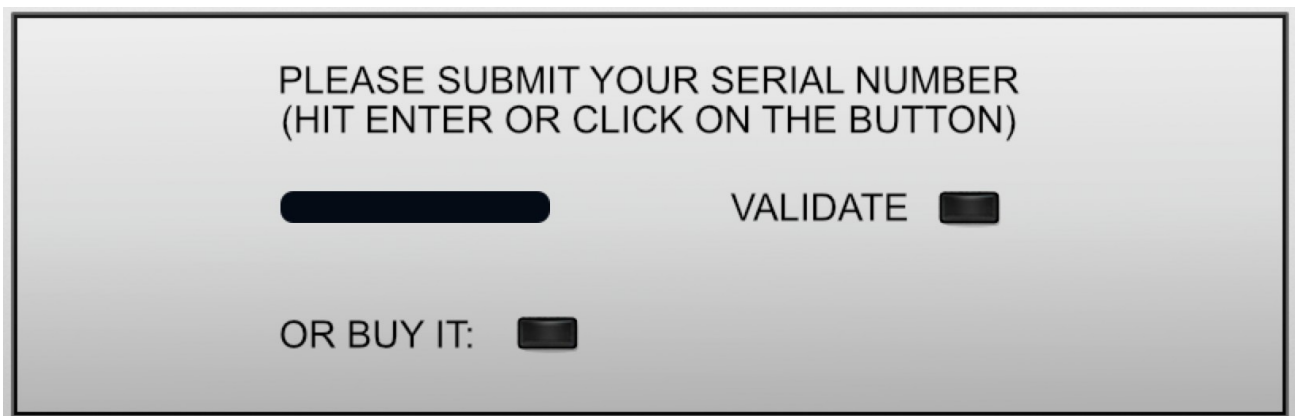 PLEASE SUBMIT YOUR SERIAL NUMBER
(HIT ENTER OR CLICK ON THE BUTTON)
VALIDATE
OR BUY IT: